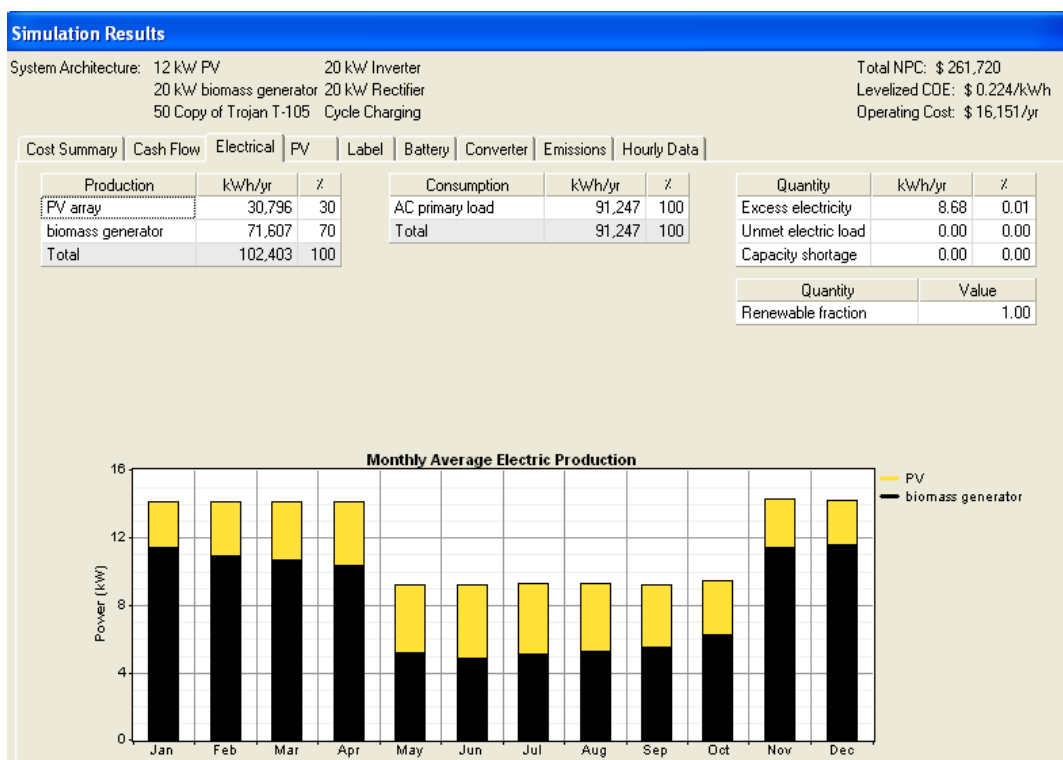 Simulation Results
System Architecture: 12 kW PV 20 kW Inverter Total NPC: $ 261,720
20 kW biomass generator 20 kW Rectifier Levelized COE: $ 0.224/kWh
50 Copy of Trojan T-105 Cycle Charging Operating Cost: $ 16,151/yr
Cost Summary Cash Flow Electrical PV Label Battery Converter Emissions Hourly Data
Production kWh/yr %
PV array 30,796 30
biomass generator 71,607 70
Total 102,403 100
Consumption kWh/yr %
AC primary load 91,247 100
Total 91,247 100
Quantity kWh/yr %
Excess electricity 8.68 0.01
Unmet electric load 0.00 0.00
Capacity shortage 0.00 0.00
Quantity Value
Renewable fraction 1.00
Monthly Average Electric Production
PV
biomass generator
Power (kW)
16
12
8
4
0
Jan Feb Mar Apr May Jun Jul Aug Sep Oct Nov Dec